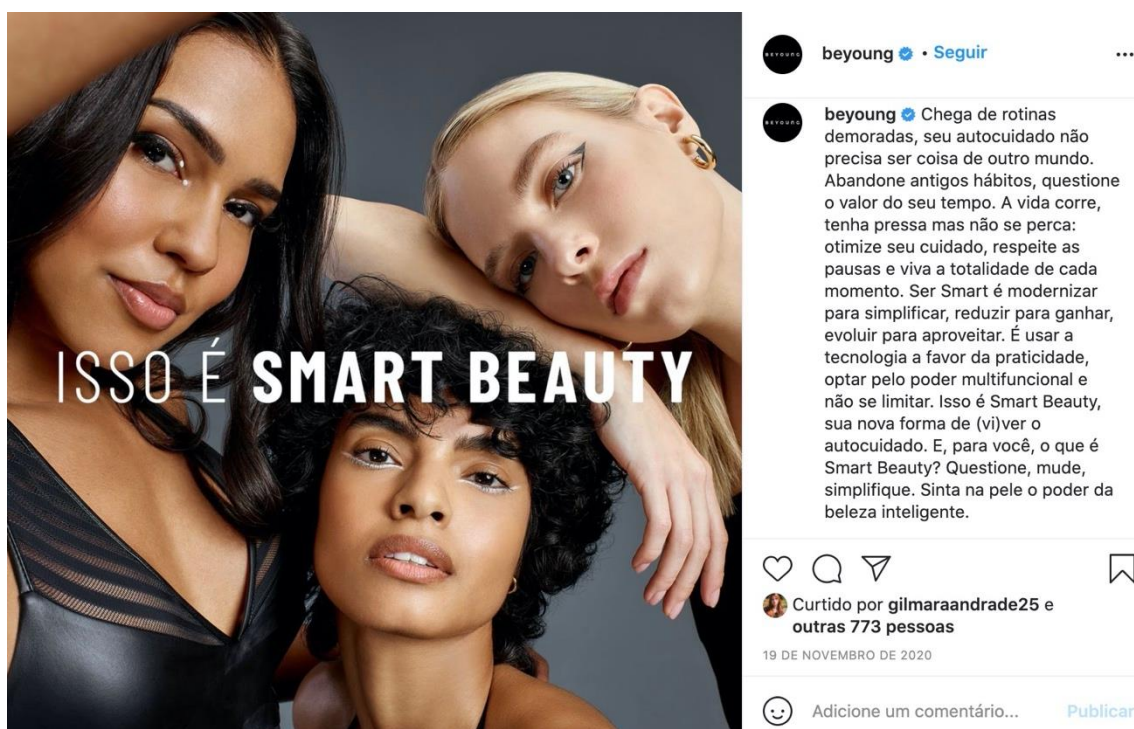 ISSO É SMART BEAUTY
BEYOUNG
beyoung • Seguir
BEYOUNG
beyoung Chega de rotinas
demoradas, seu autocuidado não
precisa ser coisa de outro mundo.
Abandone antigos hábitos, questione
o valor do seu tempo. A vida corre,
tenha pressa mas não se perca:
otimize seu cuidado, respeite as
pausas e viva a totalidade de cada
momento. Ser Smart é modernizar
para simplificar, reduzir para ganhar,
evoluir para aproveitar. É usar a
tecnologia a favor da praticidade,
optar pelo poder multifuncional e
não se limitar. Isso é Smart Beauty,
sua nova forma de (vi)ver o
autocuidado. E, para você, o que é
Smart Beauty? Questione, mude,
simplifique. Sinta na pele o poder da
beleza inteligente.
Curtido por gilmaraandrade25 e
outras 773 pessoas
19 DE NOVEMBRO DE 2020
Adicione um comentário... Publicar